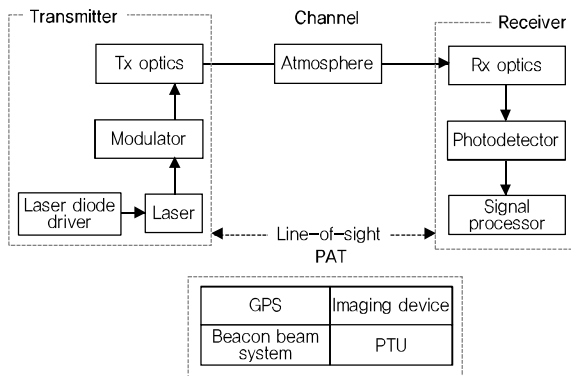 Transmitter
Channel
Receiver
Tx optics
Atmosphere
Rx optics
Modulator
Photodetector
Laser diode
driver
Laser
Signal
processor
Line-of-sight
PAT
GPS
Imaging device
Beacon beam
system
PTU